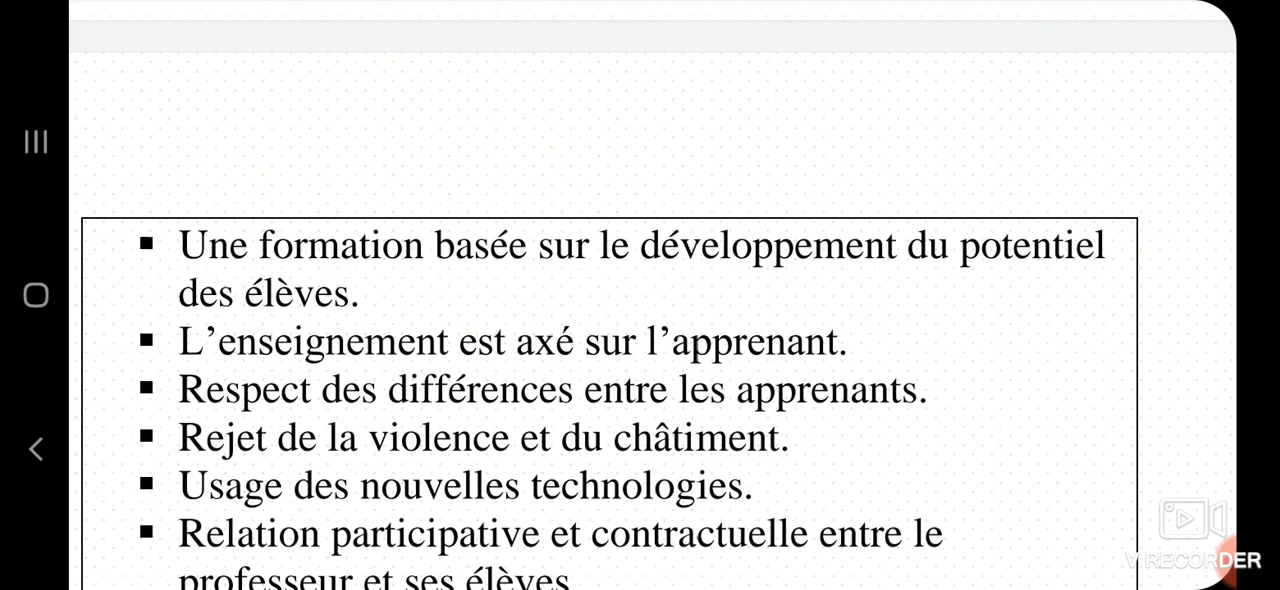 ▪ Une formation basée sur le développement du potentiel
des élèves.
▪ L’enseignement est axé sur l’apprenant.
▪ Respect des différences entre les apprenants.
▪ Rejet de la violence et du châtiment.
▪ Usage des nouvelles technologies.
▪ Relation participative et contractuelle entre le
professeur et ses élèves
V.RECORDER